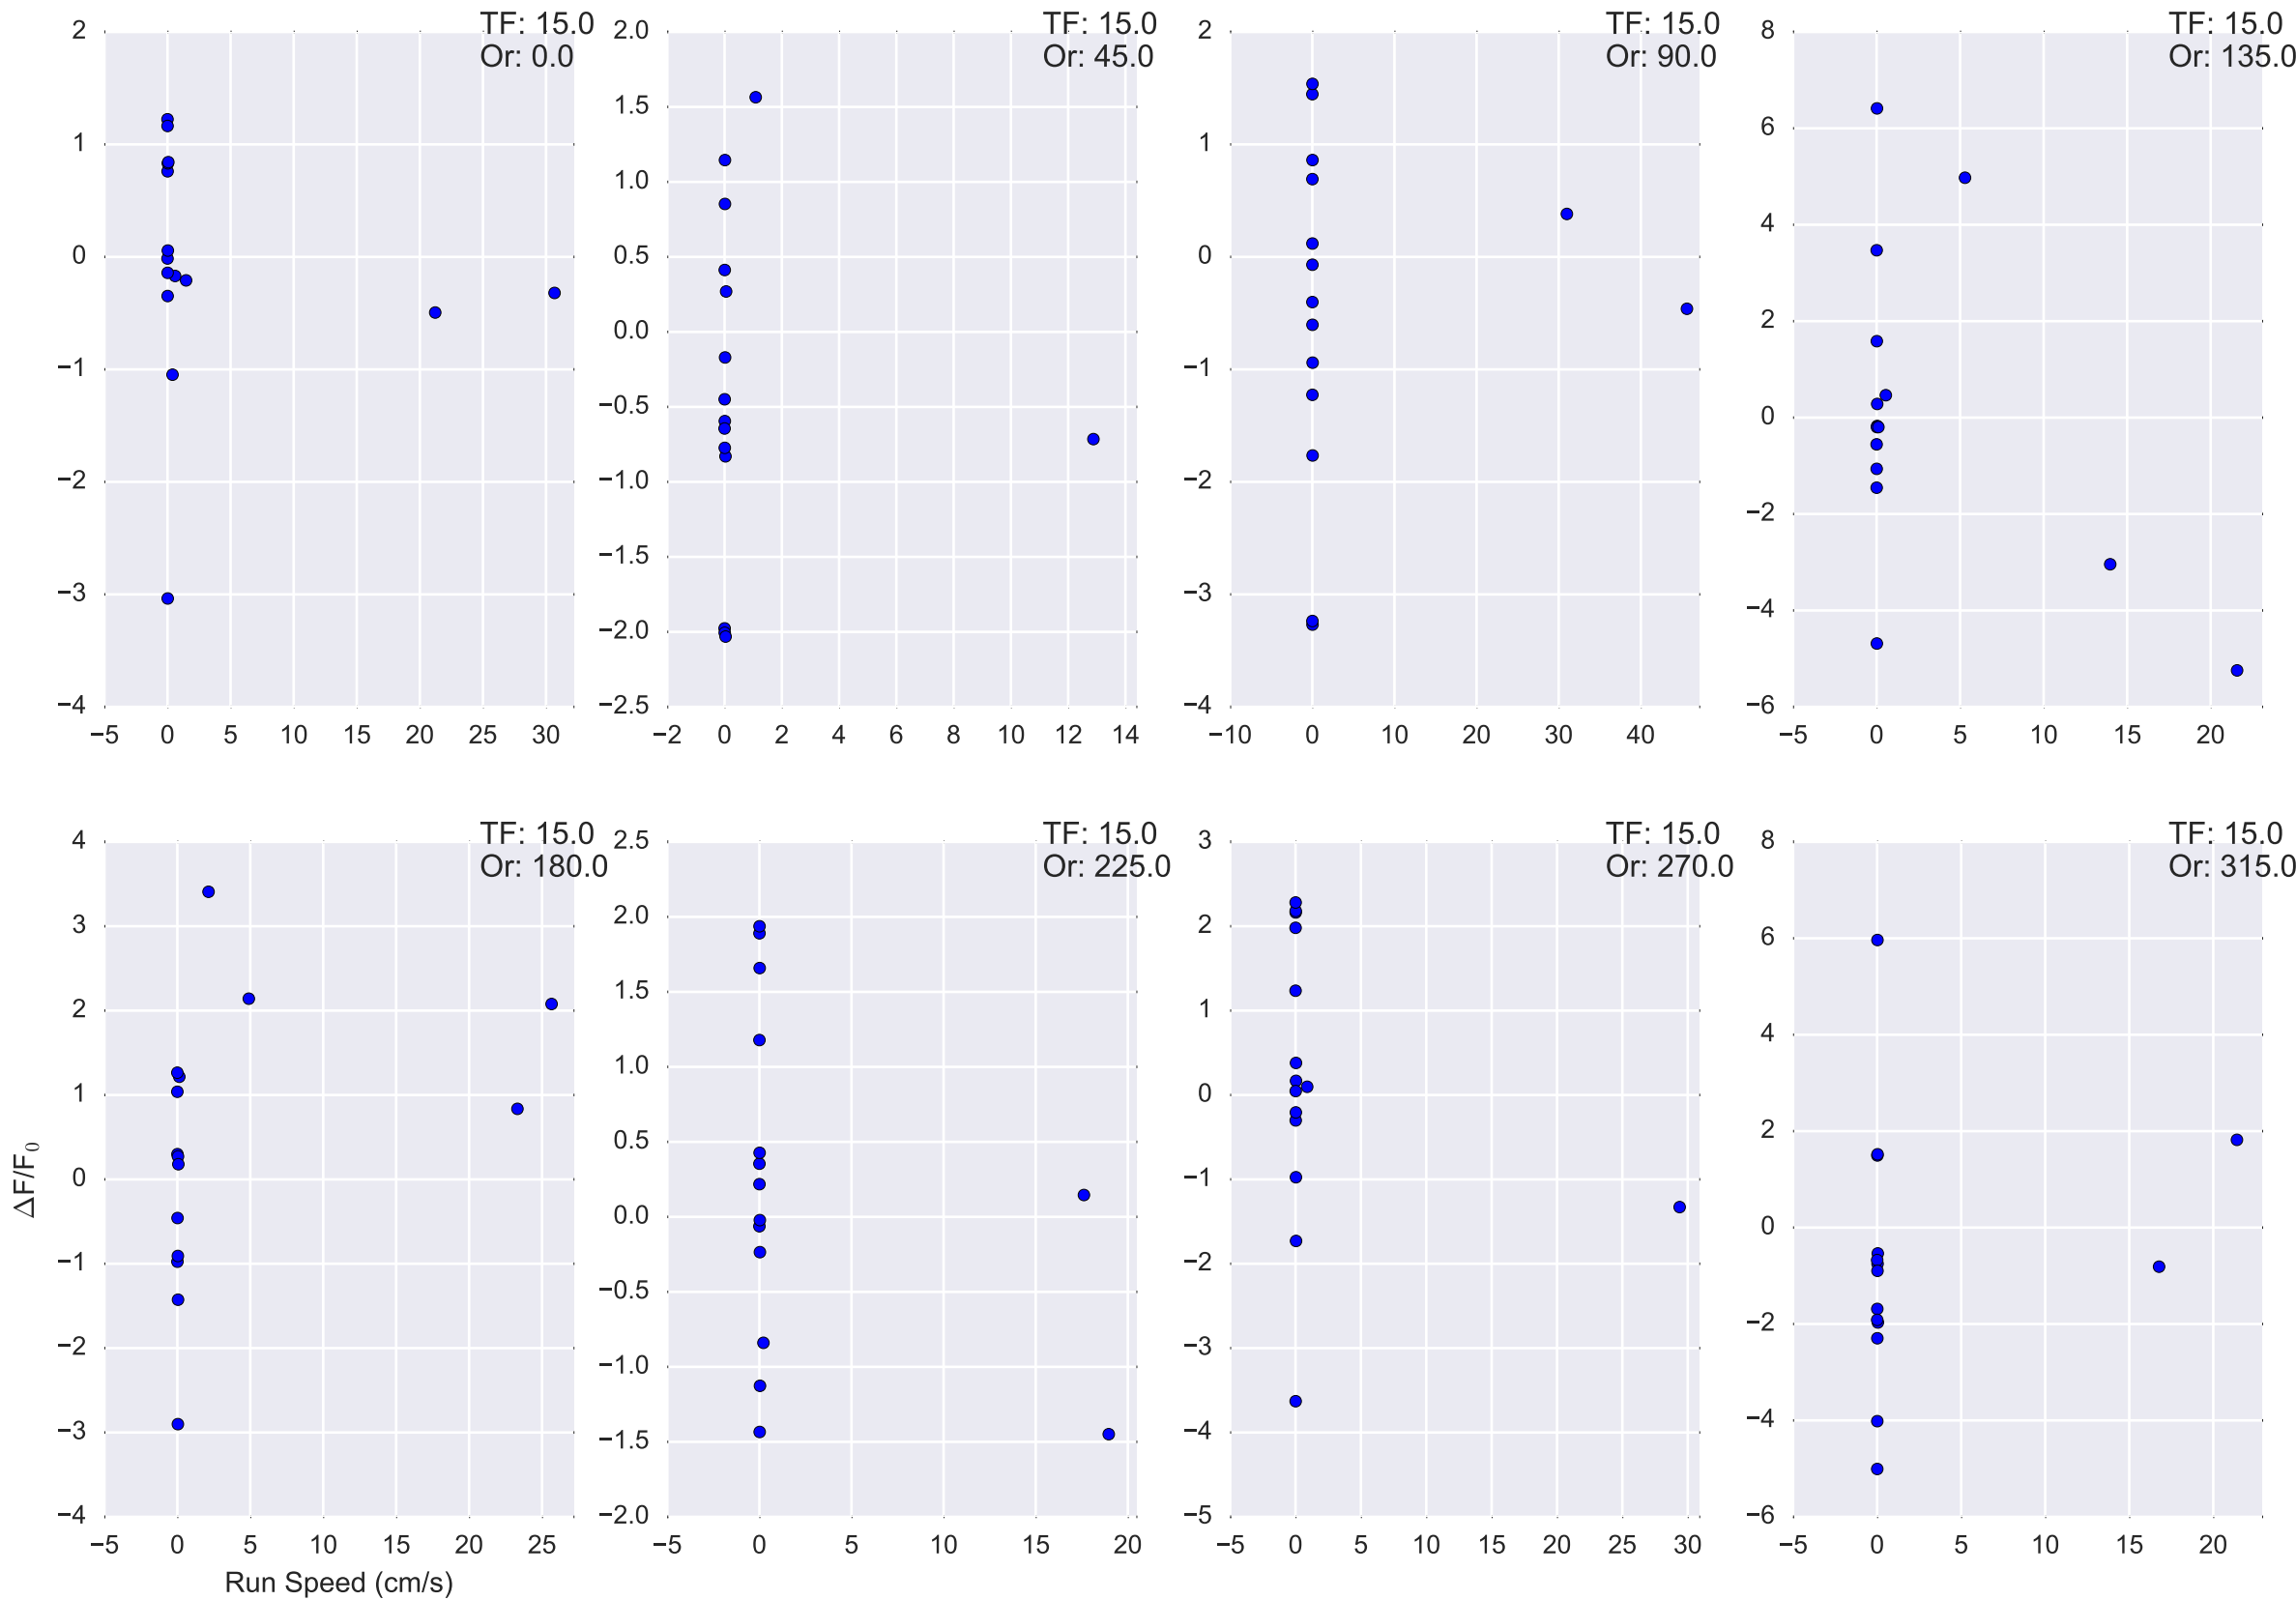 TF: 15.0
Or: 0.0
2
1
0
−1
−2
−3
−4
−5 0 5 10 15 20 25 30
TF: 15.0
Or: 45.0
2.0
1.5
1.0
0.5
0.0
−0.5
−1.0
−1.5
−2.0
−2.5
−2 0 2 4 6 8 10 12 14
TF: 15.0
Or: 90.0
2
1
0
−1
−2
−3
−4
−10 0 10 20 30 40
TF: 15.0
Or: 135.0
8
6
4
2
0
−2
−4
−6
−5 0 5 10 15 20
TF: 15.0
Or: 180.0
4
3
2
1
0
−1
−2
−3
−4
−5 0 5 10 15 20 25
Run Speed (cm/s)
ΔF/F₀
TF: 15.0
Or: 225.0
2.5
2.0
1.5
1.0
0.5
0.0
−0.5
−1.0
−1.5
−2.0
−5 0 5 10 15 20
TF: 15.0
Or: 270.0
3
2
1
0
−1
−2
−3
−4
−5
−5 0 5 10 15 20 25 30
TF: 15.0
Or: 315.0
8
6
4
2
0
−2
−4
−6
−5 0 5 10 15 20